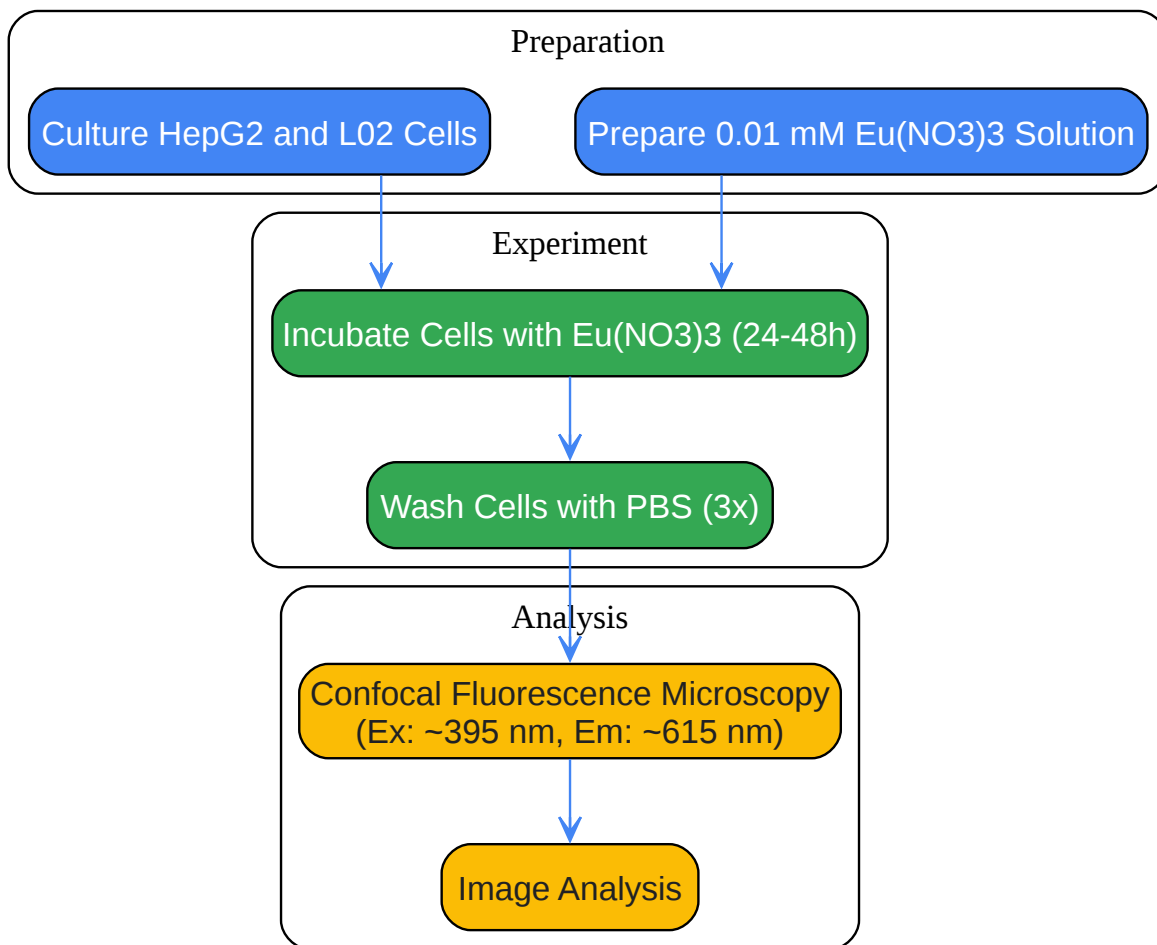 Preparation
Culture HepG2 and L02 Cells
Prepare 0.01 mM Eu(NO3)3 Solution
Experiment
Incubate Cells with Eu(NO3)3 (24-48h)
Wash Cells with PBS (3x)
Analysis
Confocal Fluorescence Microscopy
(Ex: ~395 nm, Em: ~615 nm)
Image Analysis